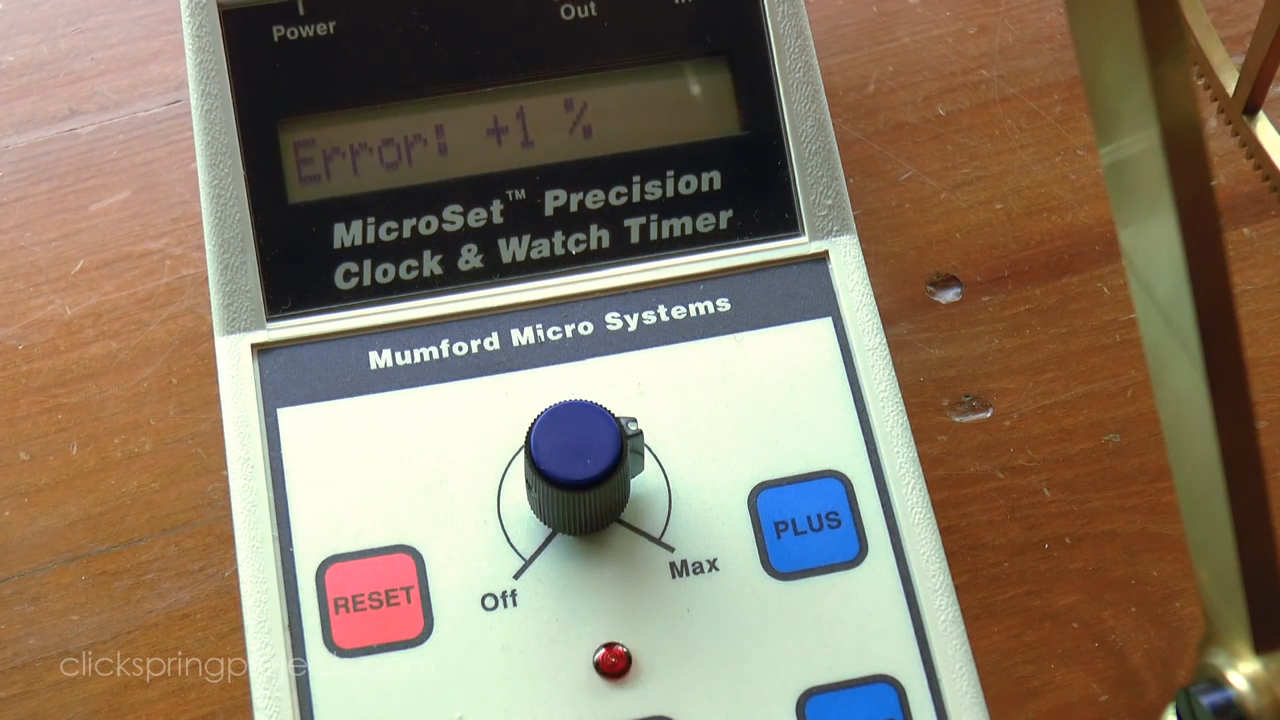 Power
Out
Error: +1 %
MicroSet™ Precision
Clock & Watch Timer
Mumford Micro Systems
PLUS
Max
Off
RESET